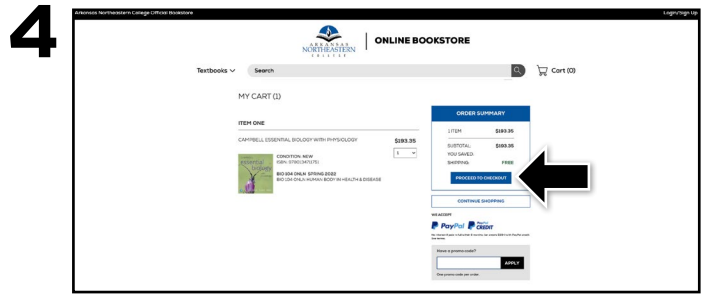 4
Arkansas Northeastern College Official Bookstore
Login/Sign Up
ARKANSAS
NORTHEASTERN
COLLEGE
ONLINE BOOKSTORE
Textbooks
Search
Cart (0)
MY CART (1)
ITEM ONE
CAMPBELL ESSENTIAL BIOLOGY WITH PHYSIOLOGY
$193.35
1
essential
biology
CONDITION: NEW
BIO 104 0NLN SPRING 2022
BIO 104 0NLN HUMAN BODY IN HEALTH & DISEASE
ORDER SUMMARY
1 ITEM $193.35
SUBTOTAL: $193.35
YOU SAVED:
SHIPPING: FREE
PROCEED TO CHECKOUT
CONTINUE SHOPPING
WE ACCEPT
PayPal PayPal CREDIT
Have a promo code?
APPLY
One promo code per order